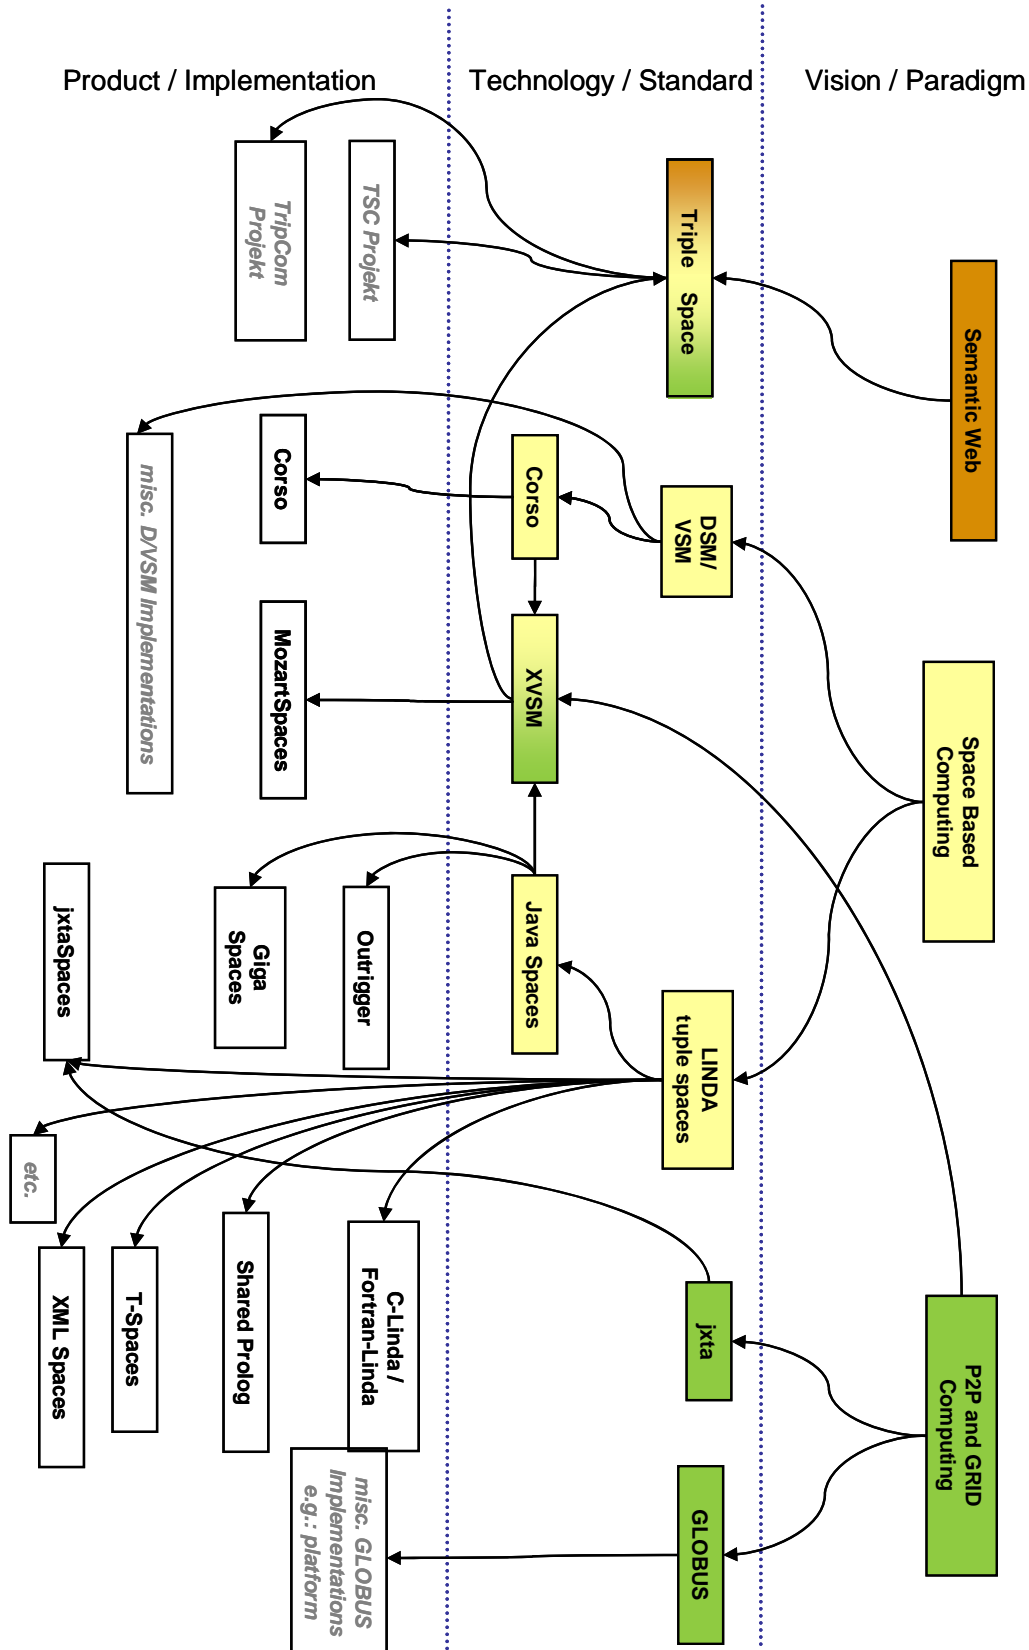 Product / Implementation
Technology / Standard
Vision / Paradigm
Semantic Web
Space Based
Computing
P2P and GRID
Computing
Triple Space
DSM/
VSM
LINDA
tuple spaces
jxta
GLOBUS
Corso
XVSM
Java Spaces
TSC Projekt
TripCom
Projekt
Corso
misc. D/VSM Implementations
MozartSpaces
Outrigger
Giga
Spaces
jxtaSpaces
etc.
C-Linda /
Fortran-Linda
Shared Prolog
T-Spaces
XML Spaces
misc. GLOBUS
Implementations
e.g.: platform